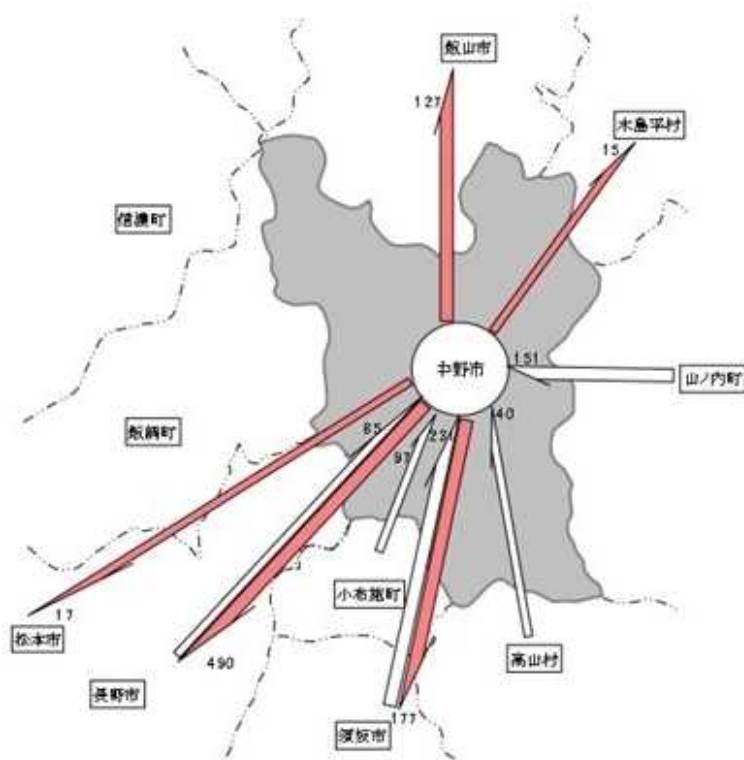 飯山市
127
木島平村
15
信濃町
中野市
151
山ノ内町
飯綱町
85
231
40
97
小布施町
17
松本市
高山村
490
長野市
177
須坂市